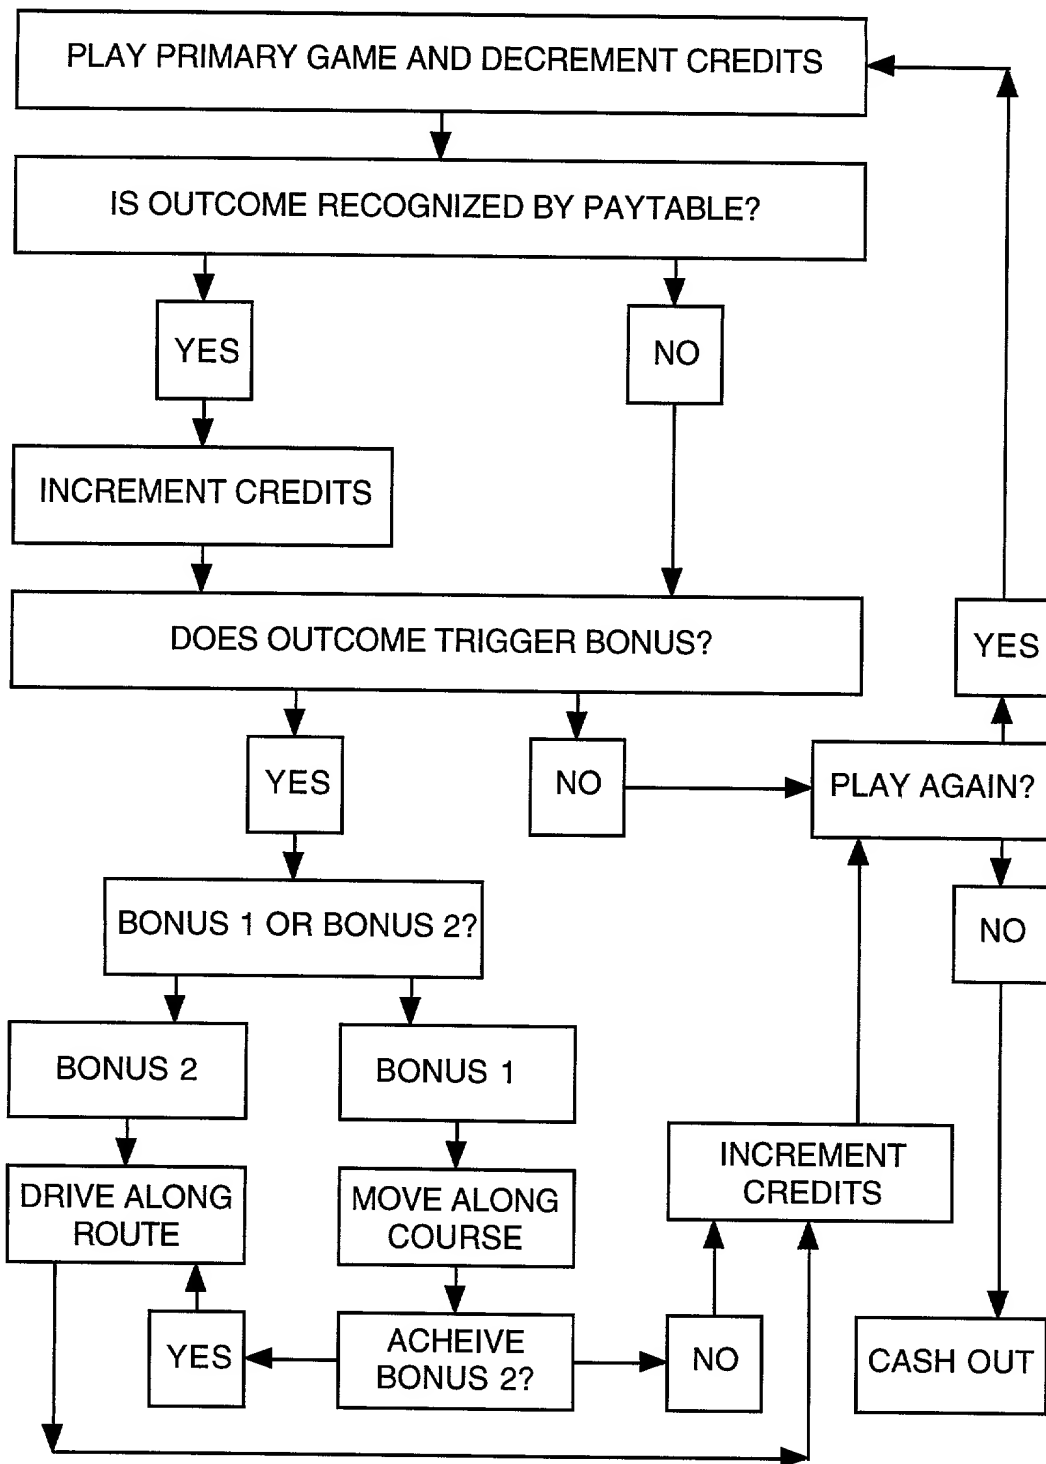 PLAY PRIMARY GAME AND DECREMENT CREDITS
IS OUTCOME RECOGNIZED BY PAYTABLE?
YES
NO
INCREMENT CREDITS
DOES OUTCOME TRIGGER BONUS?
YES
YES
NO
PLAY AGAIN?
BONUS 1 OR BONUS 2?
NO
BONUS 2
BONUS 1
DRIVE ALONG
ROUTE
MOVE ALONG
COURSE
INCREMENT
CREDITS
YES
ACHEIVE
BONUS 2?
NO
CASH OUT